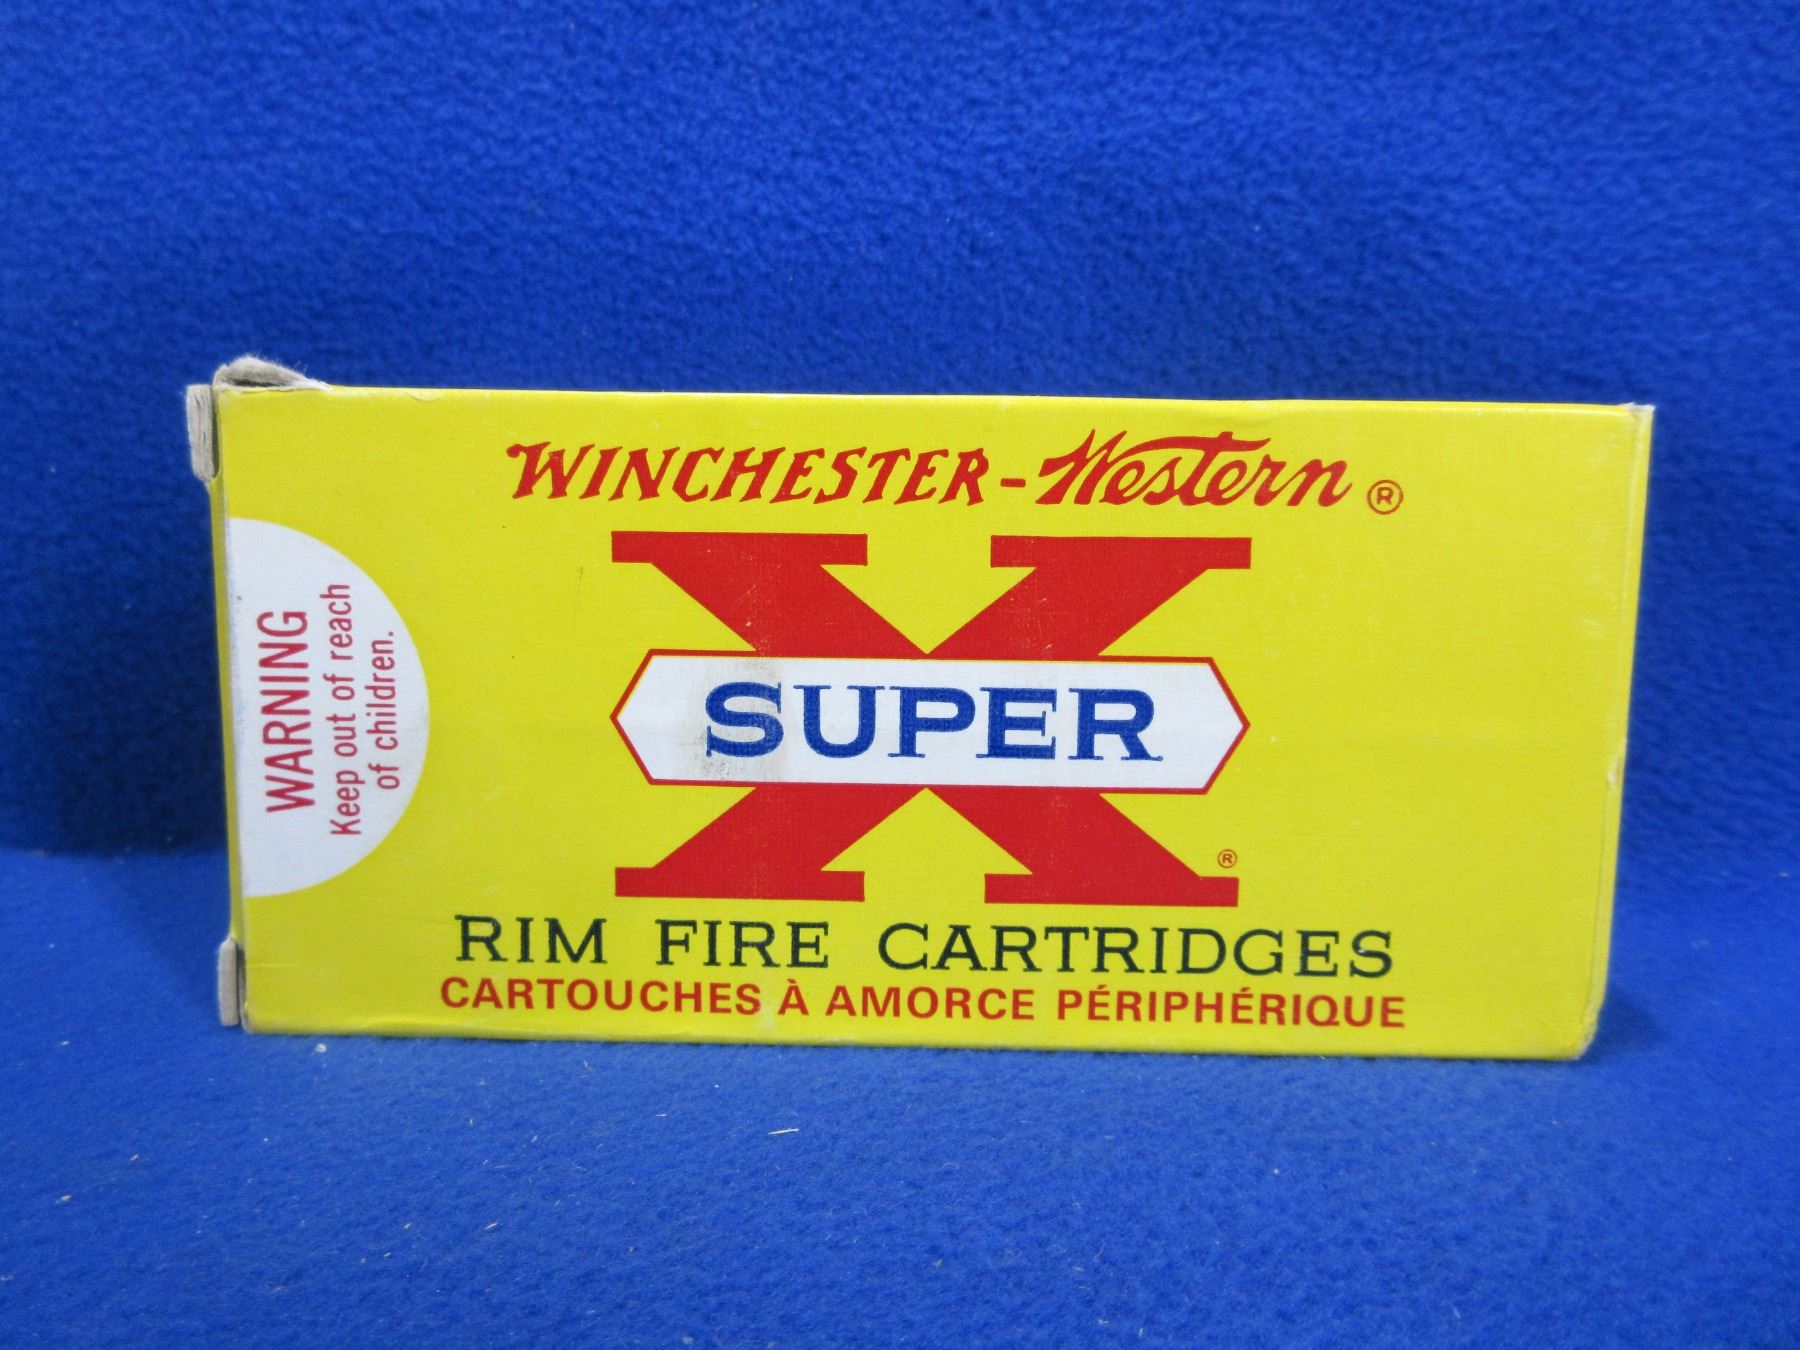 WINCHESTER-Western ®
X
SUPER
®
RIM FIRE CARTRIDGES
CARTOUCHES À AMORCE PÉRIPHÉRIQUE
WARNING
Keep out of reach
of children.